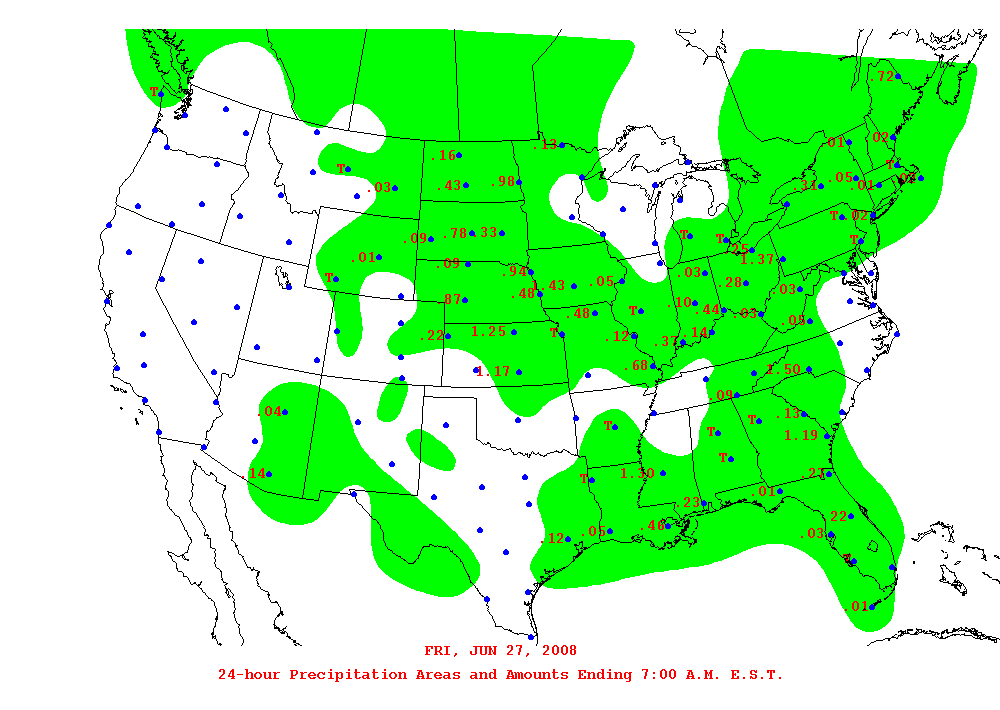 .72
T
.01 .02
.13
.16 T
T .05 .01 .04
.03 .43 .98 .31
T .02
.09 .78 .33 T T T
.25
.01 .09 1.37
T .94 .03
1.43 .05 .28 .03
.87 .48 .10
.48 T .44 .03
.03
.22 1.25 T .12 .37 .14
1.17 .68 1.50
.09
.04 .13
T T T
1.19
T
.14 T 1.30 .23
.01
.23
.46 .22
.12 .05 .03
.01
FRI, JUN 27, 2008
24-hour Precipitation Areas and Amounts Ending 7:00 A.M. E.S.T.